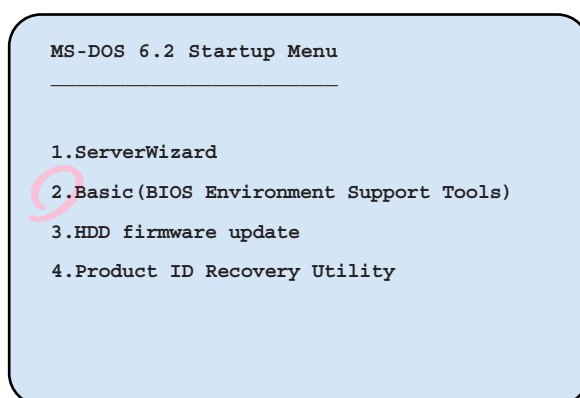 MS-DOS 6.2 Startup Menu
1.ServerWizard
2.Basic(BIOS Environment Support Tools)
3.HDD firmware update
4.Product ID Recovery Utility